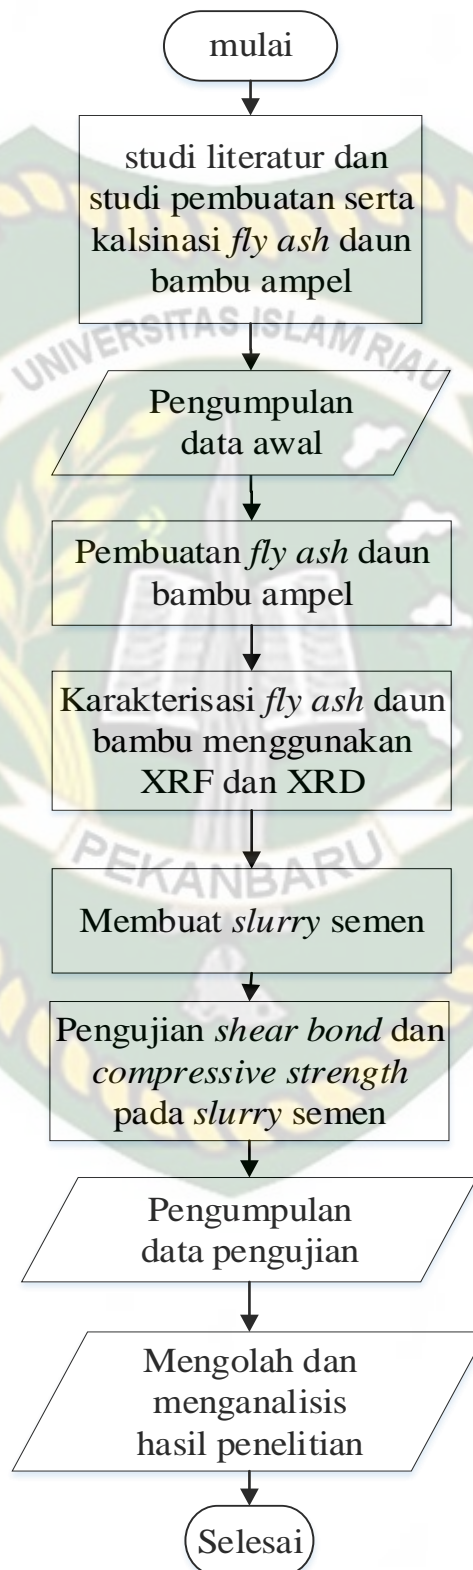 mulai
studi literatur dan
studi pembuatan serta
kalsinasi fly ash daun
bambu ampel
UNIVERSITAS ISLAM RIAU
Pengumpulan
data awal
Pembuatan fly ash daun
bambu ampel
Karakterisasi fly ash daun
bambu menggunakan
XRF dan XRD
PEKANBARU
Membuat slurry semen
Pengujian shear bond dan
compressive strength
pada slurry semen
Pengumpulan
data pengujian
Mengolah dan
menganalisis
hasil penelitian
Selesai